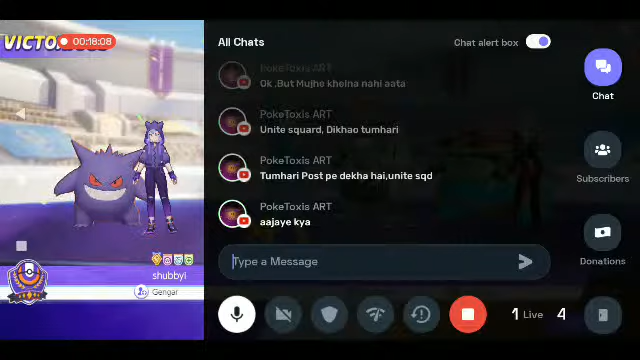 VICTO
00:18:08
All Chats
Chat alert box
PokeToxis ART
Ok ,But Mujhe khelna nahi aata
PokeToxis ART
Unite squard, Dikhao tumhari
PokeToxis ART
Tumhari Post pe dekha hai,unite sqd
PokeToxis ART
aajaye kya
Type a Message
Chat
Subscribers
Donations
shubbyi
Gengar
1 Live 4